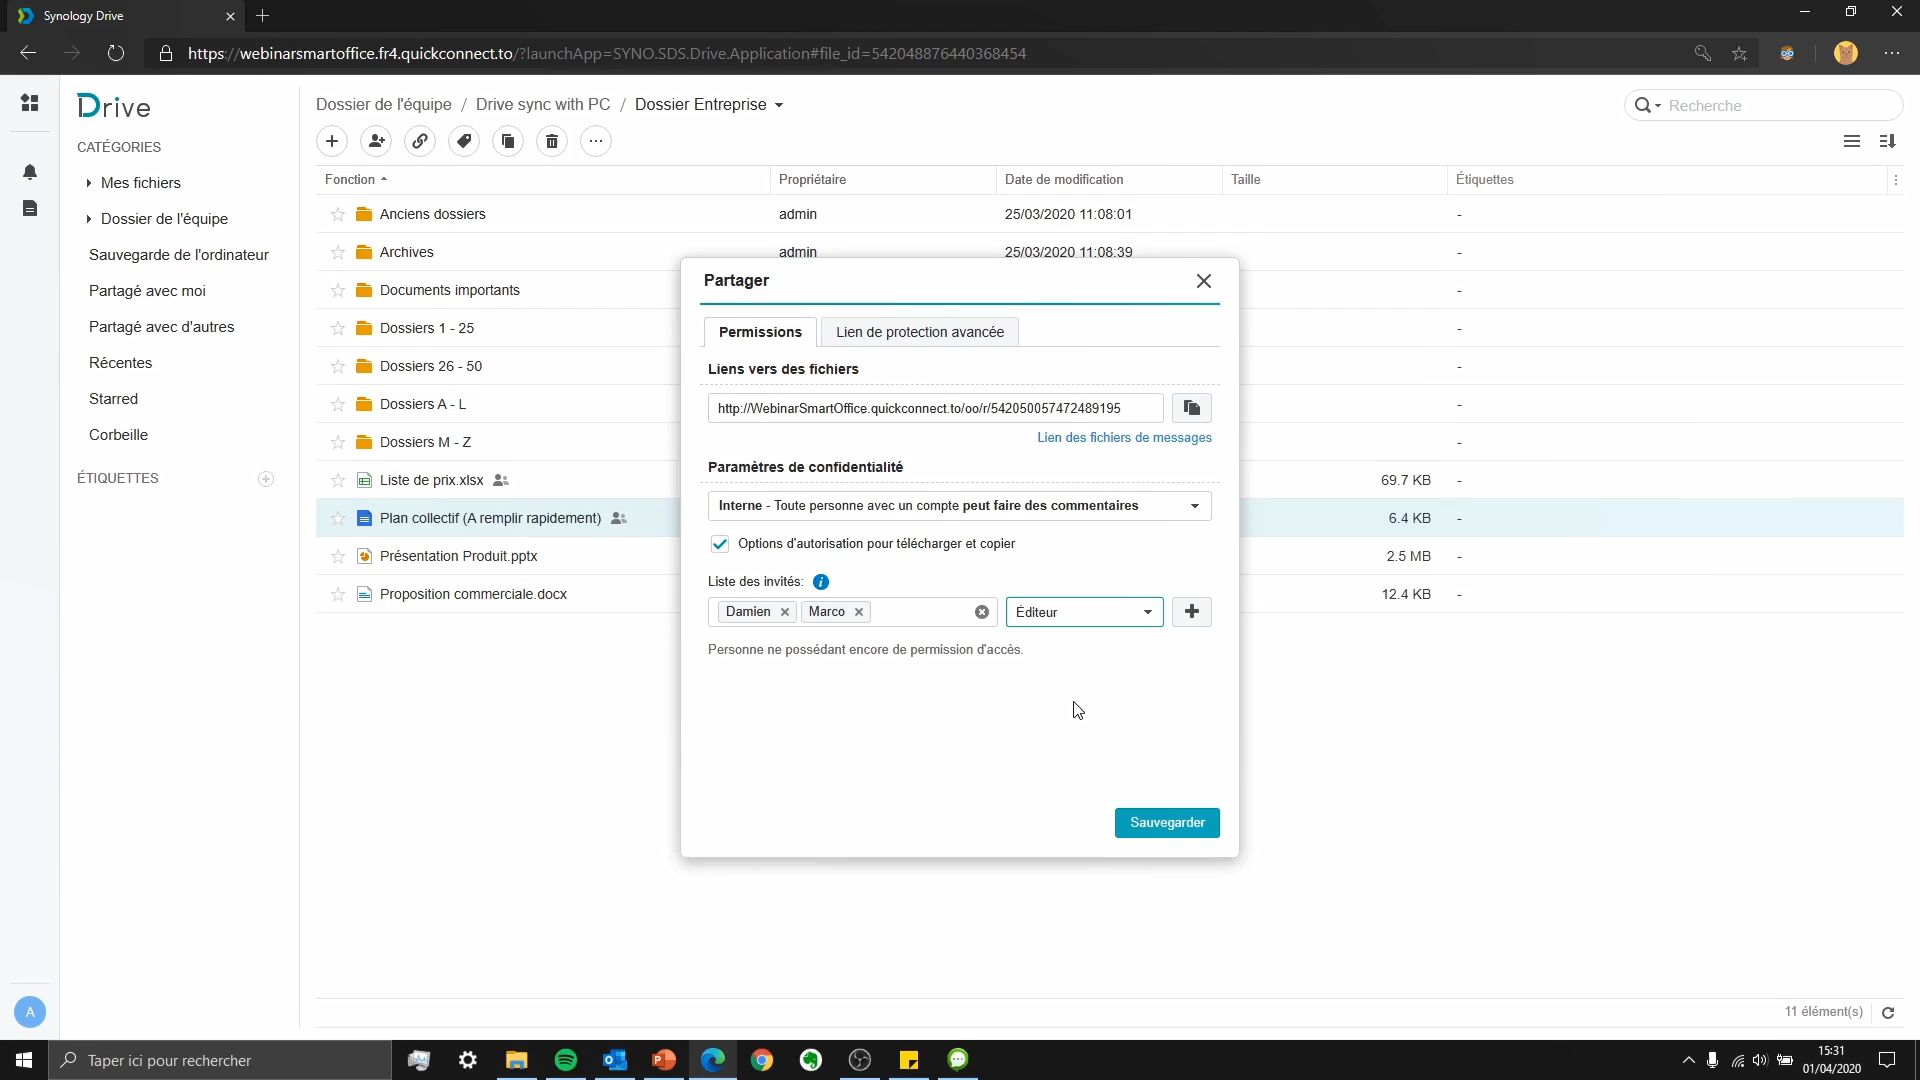 Synology Drive
https://webinarsmartoffice.fr4.quickconnect.to/?launchApp=SYNO.SDS.Drive.Application#file_id=542048876440368454
Drive
Dossier de l'équipe / Drive sync with PC / Dossier Entreprise
Recherche
CATÉGORIES
Mes fichiers
Dossier de l'équipe
Sauvegarde de l'ordinateur
Partagé avec moi
Partagé avec d'autres
Récentes
Starred
Corbeille
ÉTIQUETTES
A
Fonction Propriétaire Date de modification Taille Étiquettes
Anciens dossiers admin 25/03/2020 11:08:01 -
Archives admin 25/03/2020 11:08:39 -
Documents importants -
Dossiers 1 - 25 -
Dossiers 26 - 50 -
Dossiers A - L -
Dossiers M - Z -
Liste de prix.xlsx 69.7 KB -
Plan collectif (A remplir rapidement) 6.4 KB -
Présentation Produit.pptx 2.5 MB -
Proposition commerciale.docx 12.4 KB -
Partager
Permissions Lien de protection avancée
Liens vers des fichiers
http://WebinarSmartOffice.quickconnect.to/oo/r/542050057472489195
Lien des fichiers de messages
Paramètres de confidentialité
Interne - Toute personne avec un compte peut faire des commentaires
Options d'autorisation pour télécharger et copier
Liste des invités:
Damien Marco Éditeur
Personne ne possédant encore de permission d'accès.
Sauvegarder
11 élément(s)
Taper ici pour rechercher
15:31
01/04/2020